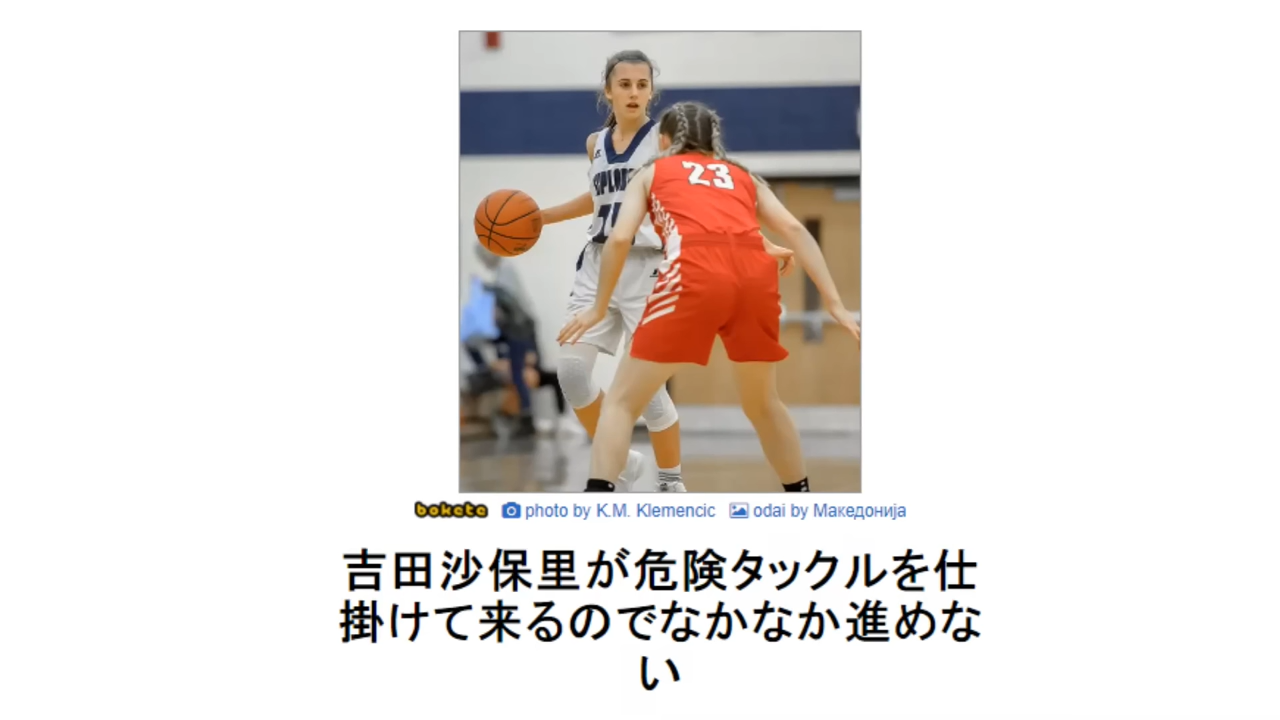 23
bokete photo by K.M. Klemencic odai by Македонија
吉田沙保里が危険タックルを仕
掛けて来るのでなかなか進めな
い